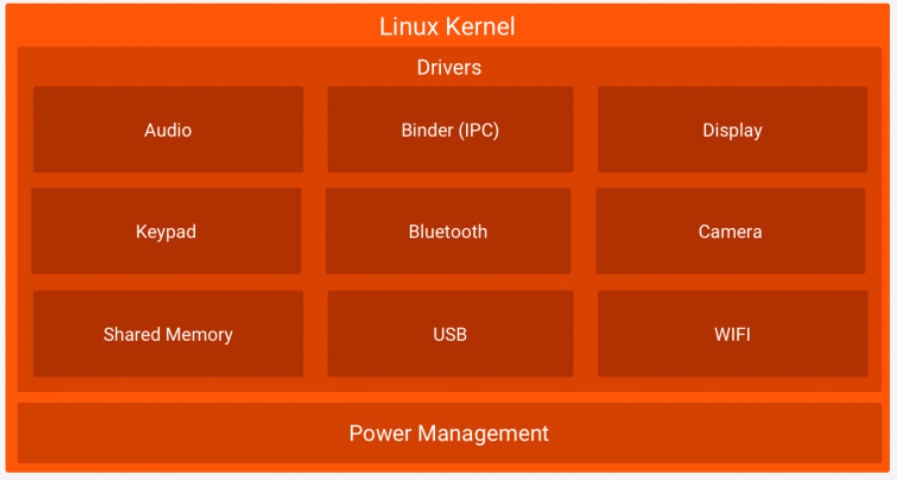 Linux Kernel
Drivers
Audio
Binder (IPC)
Display
Keypad
Bluetooth
Camera
Shared Memory
USB
WIFI
Power Management